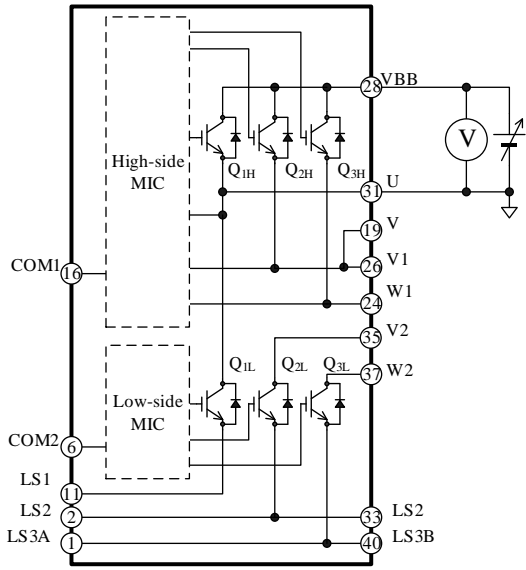 28 VBB
V
High-side
MIC
Q1H
Q2H
Q3H
31 U
19 V
COM1
16
26 V1
24 W1
35 V2
Q1L
Q2L
Q3L
37 W2
Low-side
MIC
COM2
6
LS1
11
LS2
2
33 LS2
LS3A
1
40 LS3B